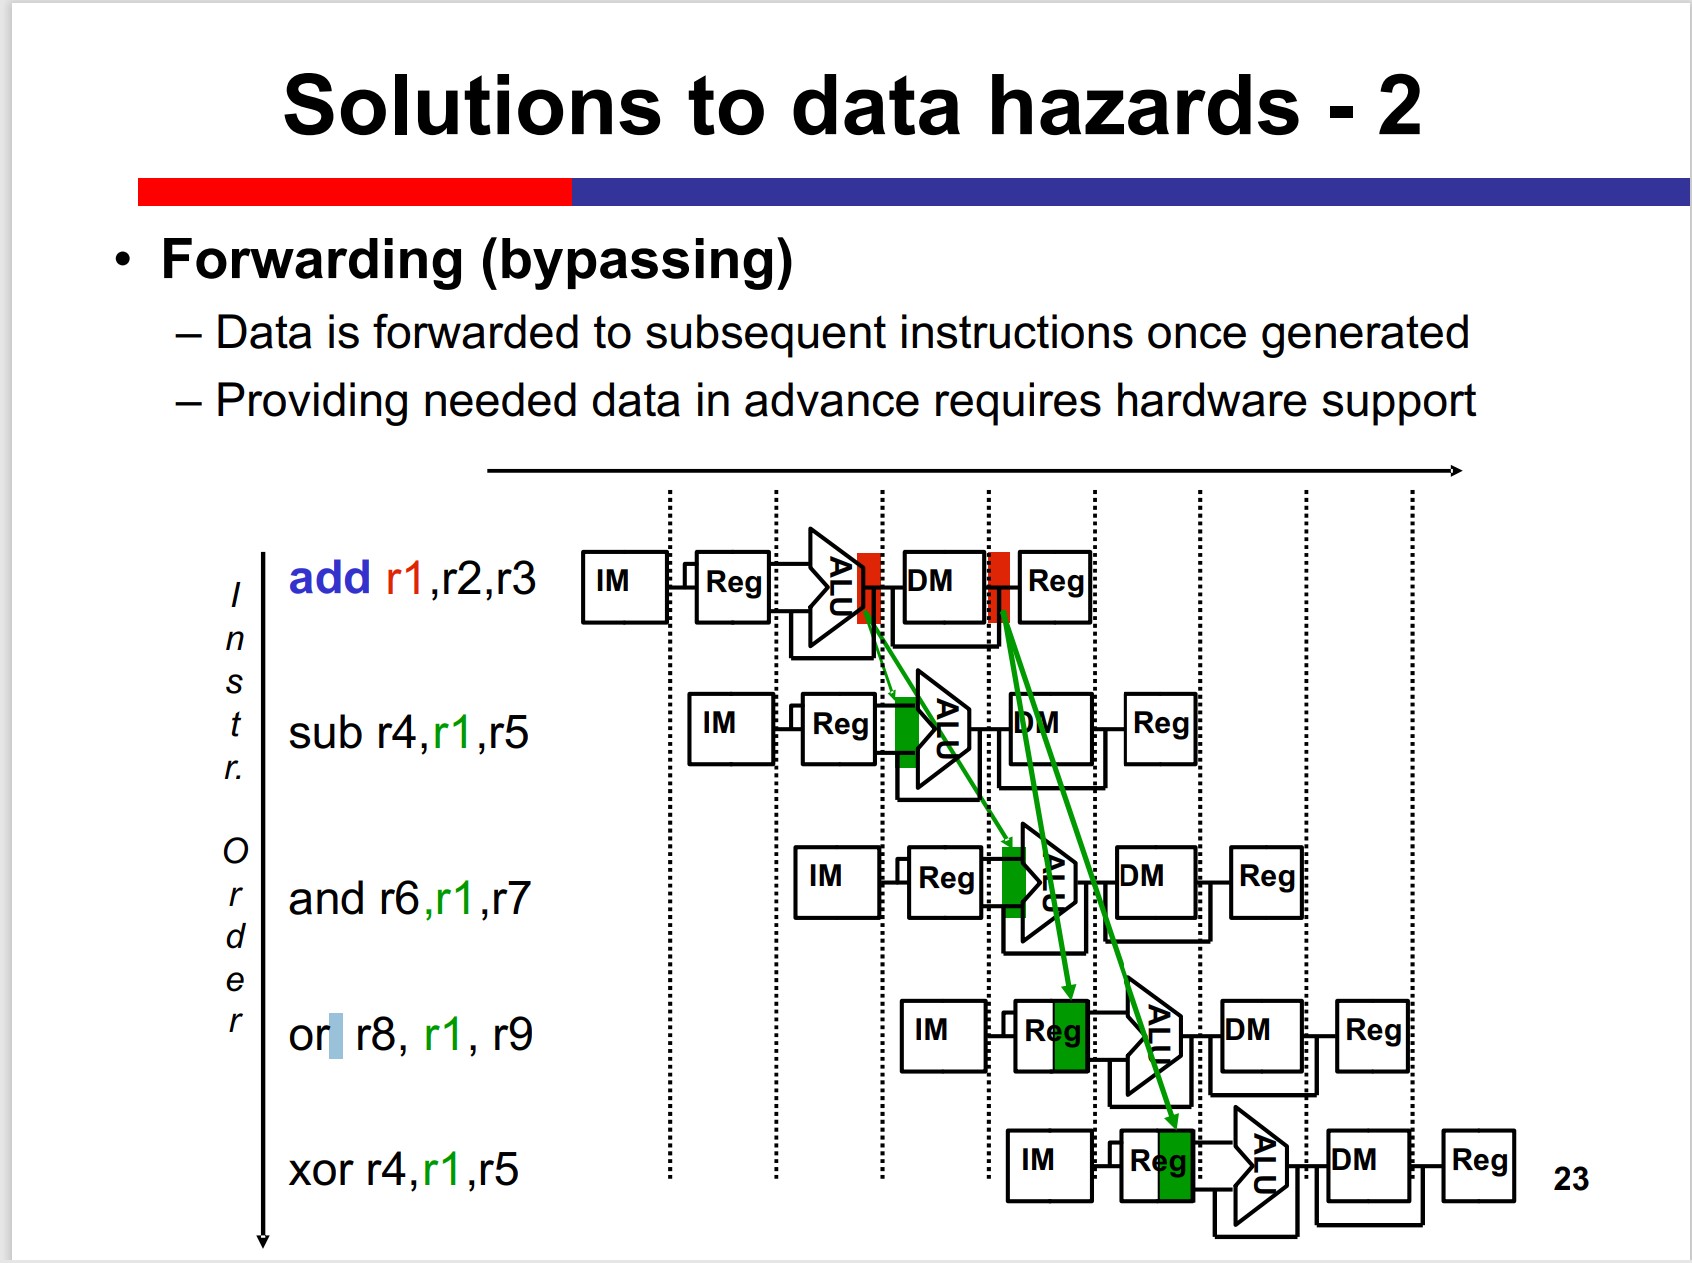 Solutions to data hazards - 2
• Forwarding (bypassing)
– Data is forwarded to subsequent instructions once generated
– Providing needed data in advance requires hardware support
Instr. Order
add r1,r2,r3
IM Reg ALU DM Reg
sub r4,r1,r5
IM Reg ALU DM Reg
and r6,r1,r7
IM Reg ALU DM Reg
or r8, r1, r9
IM Reg ALU DM Reg
xor r4,r1,r5
IM Reg ALU DM Reg
23